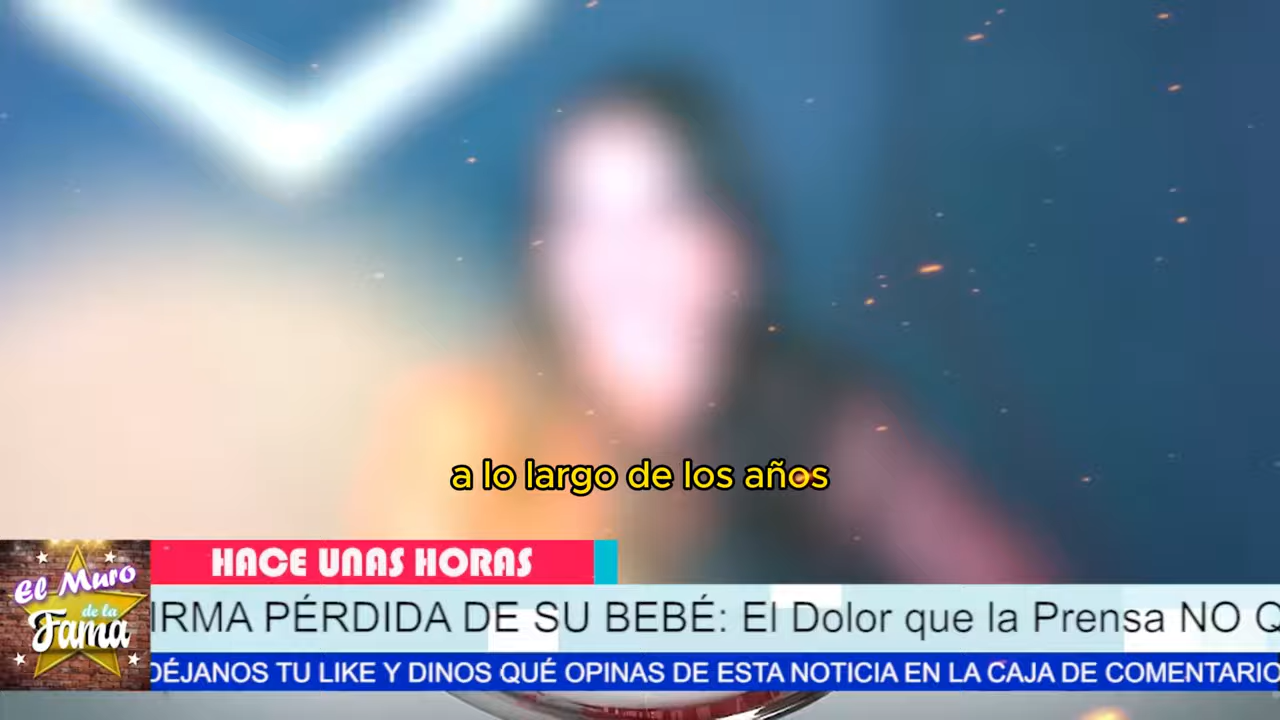 a lo largo de los años
HACE UNAS HORAS
El Muro
de la
Fama
IRMA PÉRDIDA DE SU BEBÉ: El Dolor que la Prensa NO Q
DÉJANOS TU LIKE Y DINOS QUÉ OPINAS DE ESTA NOTICIA EN LA CAJA DE COMENTARIO